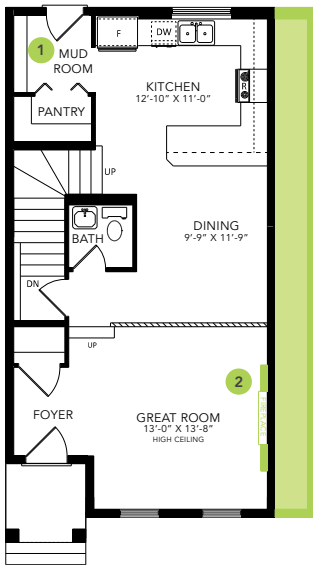 1
MUD
ROOM
F
DW
KITCHEN
12'-10" X 11'-0"
R
PANTRY
UP
BATH
DINING
9'-9" X 11'-9"
DN
UP
2
FIREPLACE
FOYER
GREAT ROOM
13'-0" X 13'-8"
HIGH CEILING